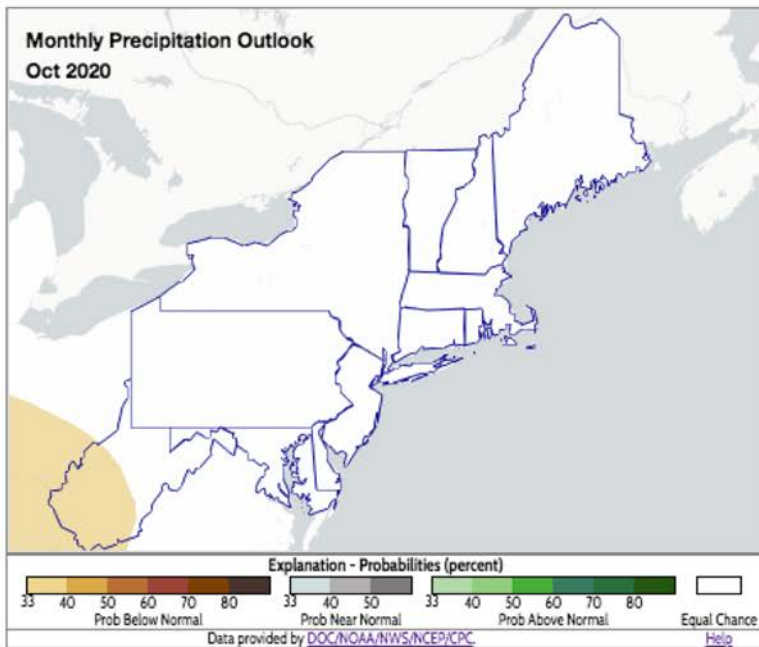 Monthly Precipitation Outlook
Oct 2020
Explanation - Probabilities (percent)
33 40 50 60 70 80 33 40 50 33 40 50 60 70 80
Prob Below Normal Prob Near Normal Prob Above Normal Equal Chance
Data provided by DOC/NOAA/NWS/NCEP/CPC. Help